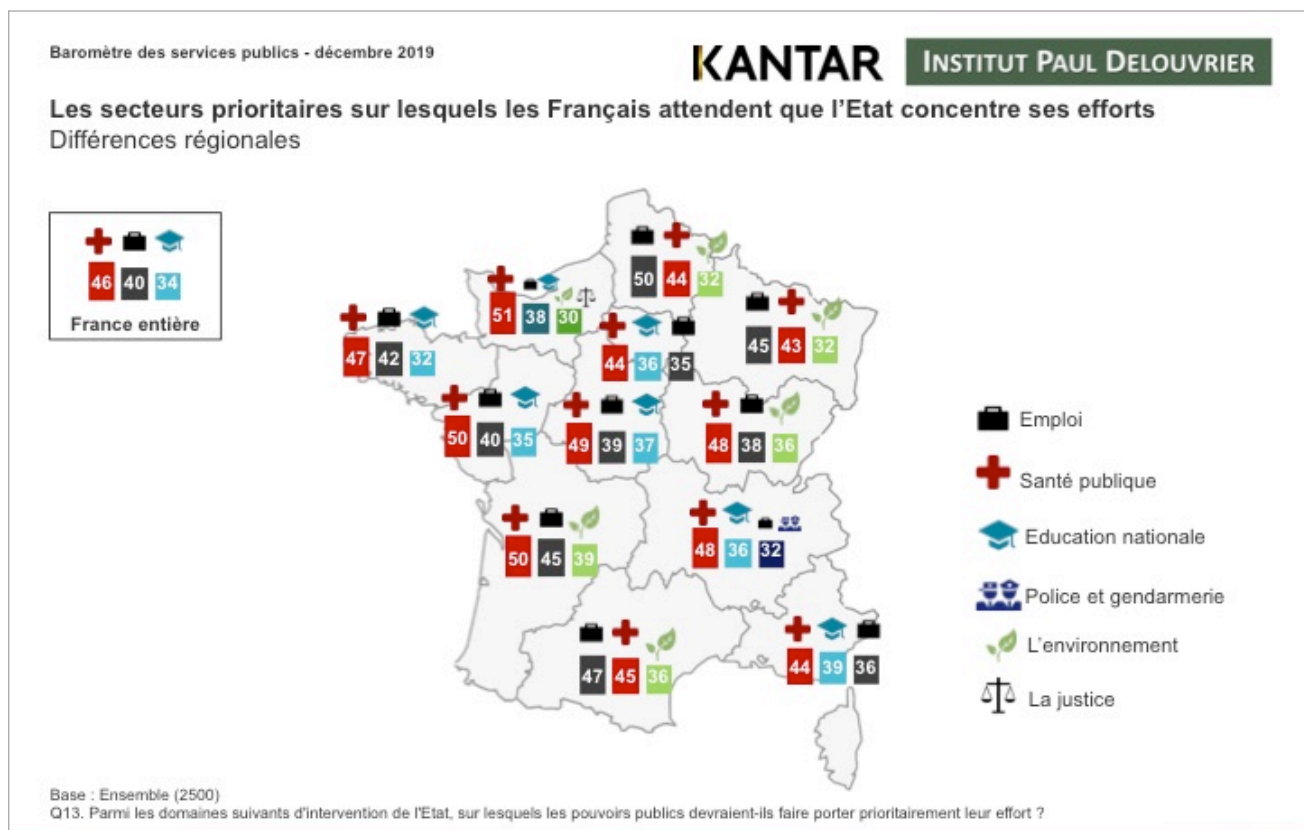 Baromètre des services publics - décembre 2019
KANTAR
INSTITUT PAUL DELOUVRIER
Les secteurs prioritaires sur lesquels les Français attendent que l'Etat concentre ses efforts
Différences régionales
46 40 34
France entière
50 44 32
51 38 30
45 43 32
47 42 32
44 36 35
50 40 35
49 39 37
48 38 36
50 45 39
48 36 32
47 45 36
44 39 36
Emploi
Santé publique
Education nationale
Police et gendarmerie
L'environnement
La justice
Base : Ensemble (2500)
Q13. Parmi les domaines suivants d'intervention de l'Etat, sur lesquels les pouvoirs publics devraient-ils faire porter prioritairement leur effort ?